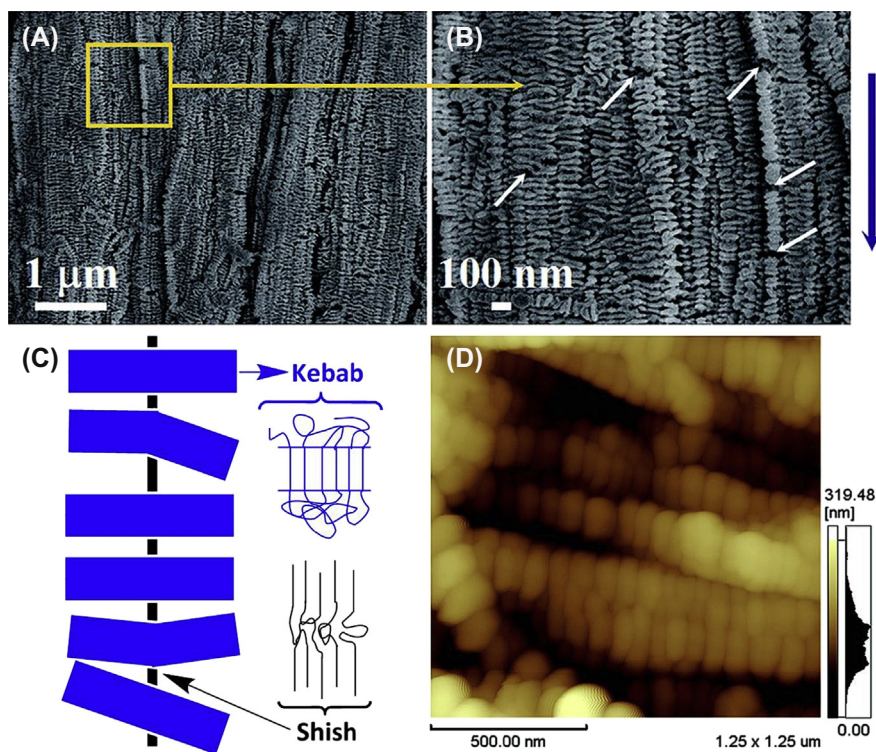 (A)
1 μm
(B)
100 nm
(C)
Kebab
Shish
(D)
319.48
[nm]
0.00
500.00 nm
1.25 x 1.25 um